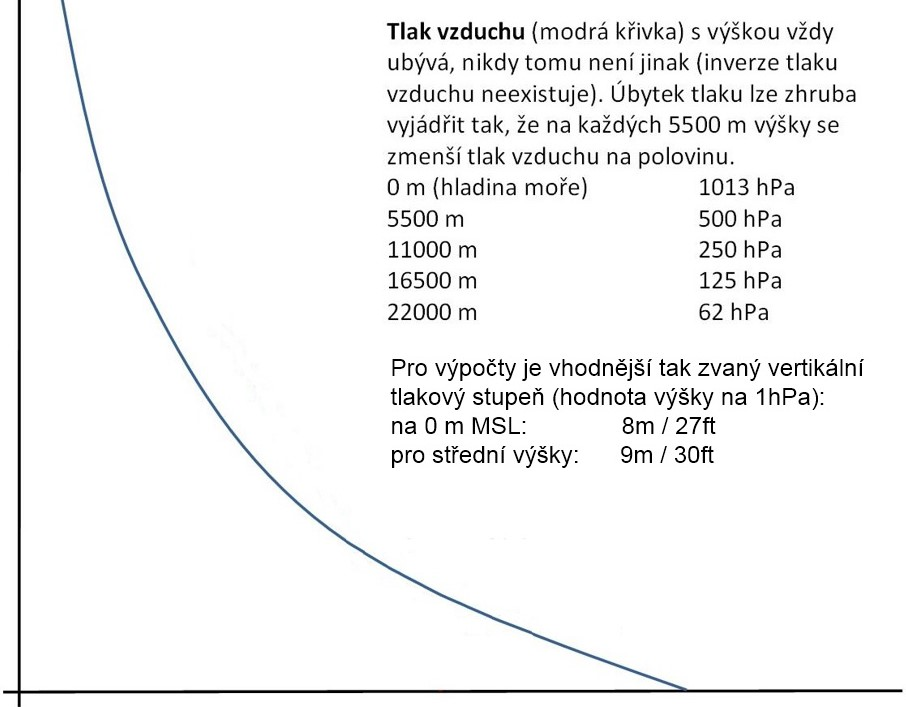 Tlak vzduchu (modrá křivka) s výškou vždy
ubývá, nikdy tomu není jinak (inverze tlaku
vzduchu neexistuje). Úbytek tlaku lze zhruba
vyjádřit tak, že na každých 5500 m výšky se
zmenší tlak vzduchu na polovinu.
0 m (hladina moře) 1013 hPa
5500 m 500 hPa
11000 m 250 hPa
16500 m 125 hPa
22000 m 62 hPa
Pro výpočty je vhodnější tak zvaný vertikální
tlakový stupeň (hodnota výšky na 1hPa):
na 0 m MSL: 8m / 27ft
pro střední výšky: 9m / 30ft